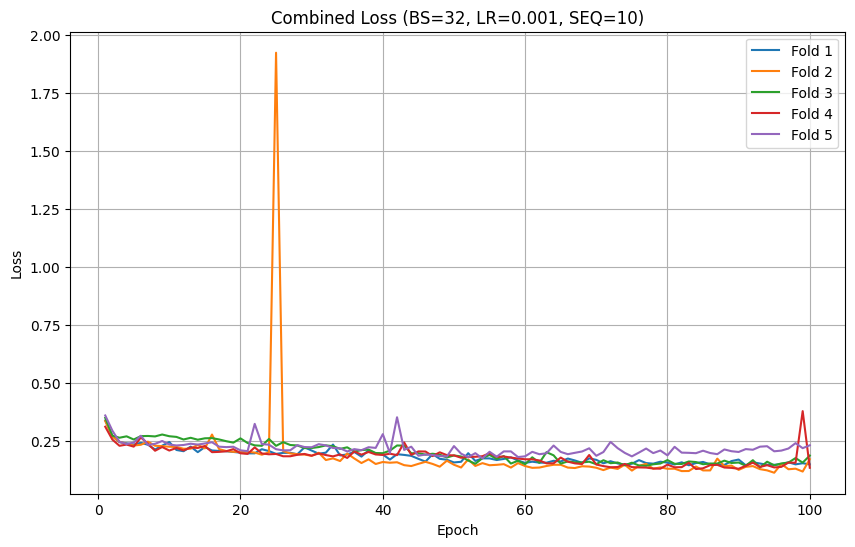 Combined Loss (BS=32, LR=0.001, SEQ=10)
2.00
1.75
1.50
1.25
1.00
0.75
0.50
0.25
Loss
0 20 40 60 80 100
Epoch
Fold 1
Fold 2
Fold 3
Fold 4
Fold 5